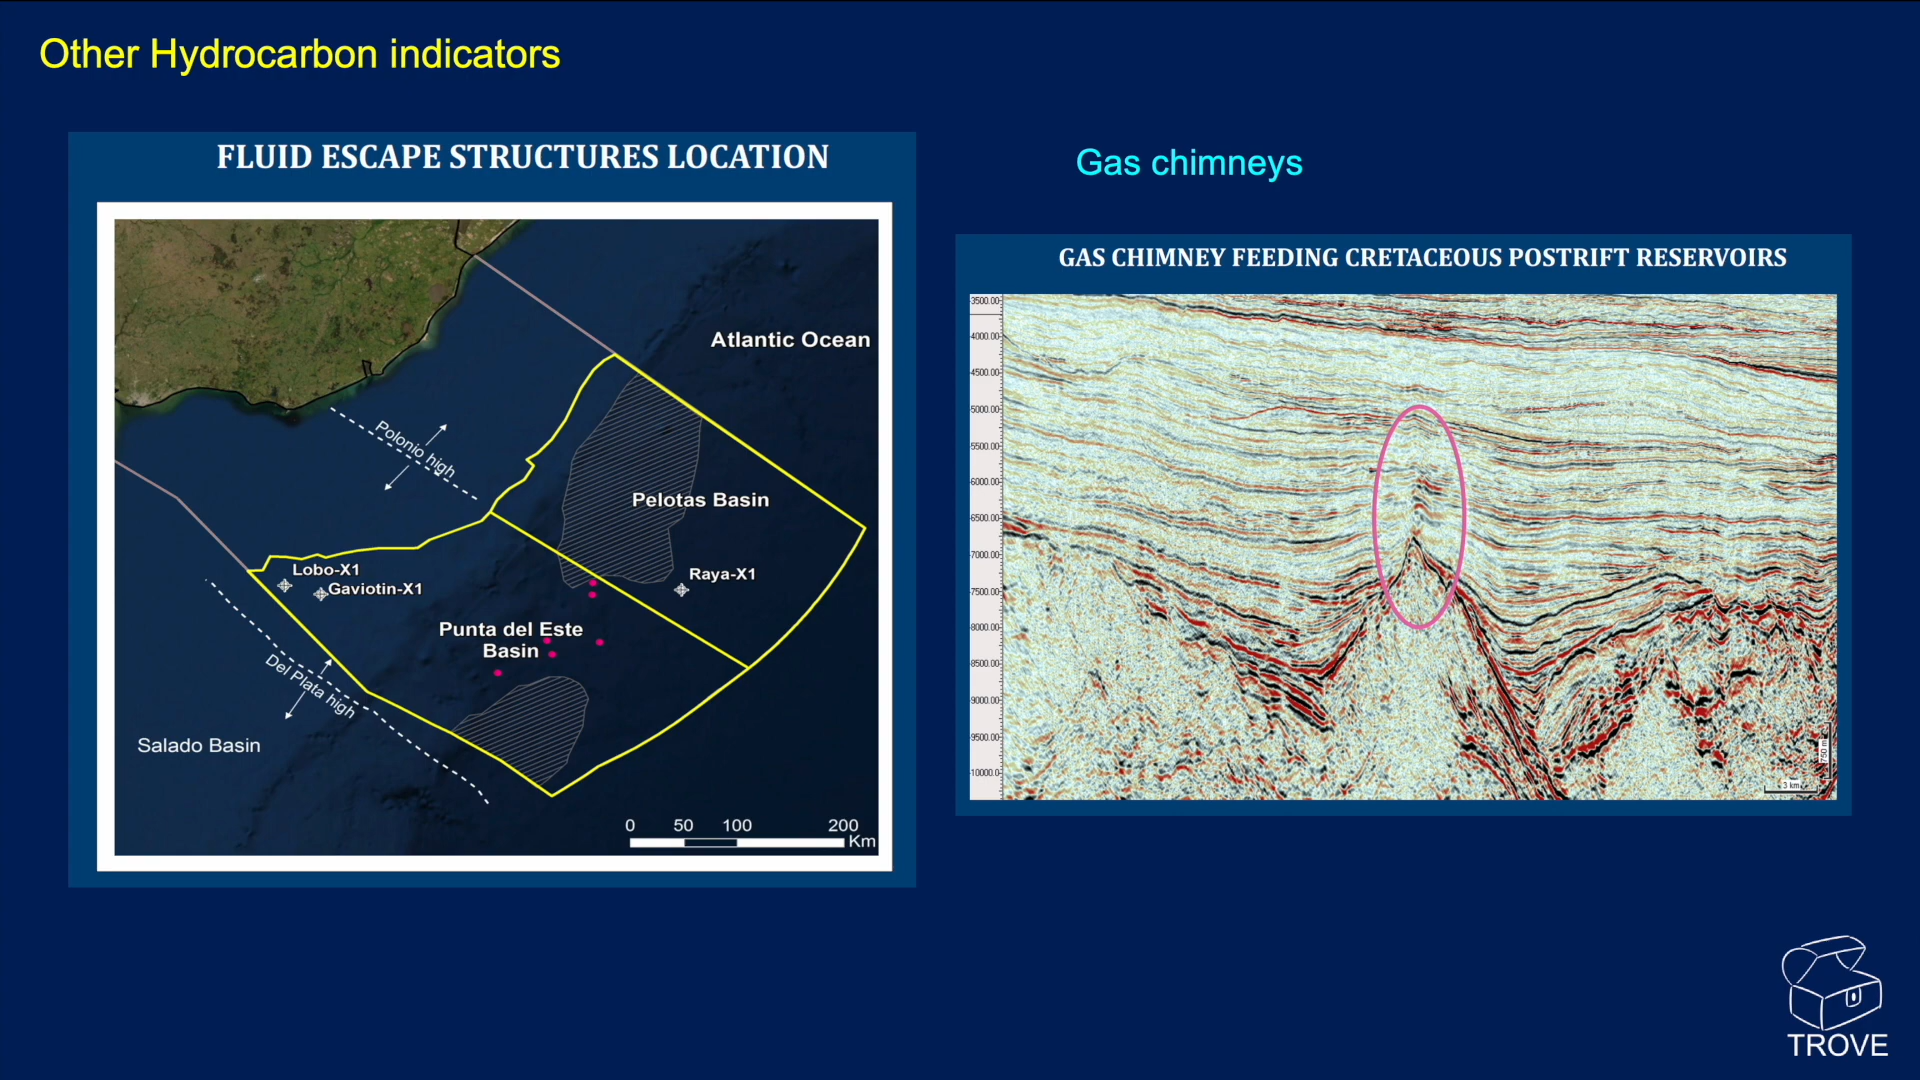 Other Hydrocarbon indicators
FLUID ESCAPE STRUCTURES LOCATION
Atlantic Ocean
Polonio high
Pelotas Basin
Lobo-X1
Gaviotin-X1
Raya-X1
Punta del Este
Basin
Del Plata high
Salado Basin
0 50 100 200
Km
Gas chimneys
GAS CHIMNEY FEEDING CRETACEOUS POSTRIFT RESERVOIRS
3500.00
4000.00
4500.00
5000.00
5500.00
6000.00
6500.00
7000.00
7500.00
8000.00
8500.00
9000.00
9500.00
10000.0
750 m
3 km
TROVE